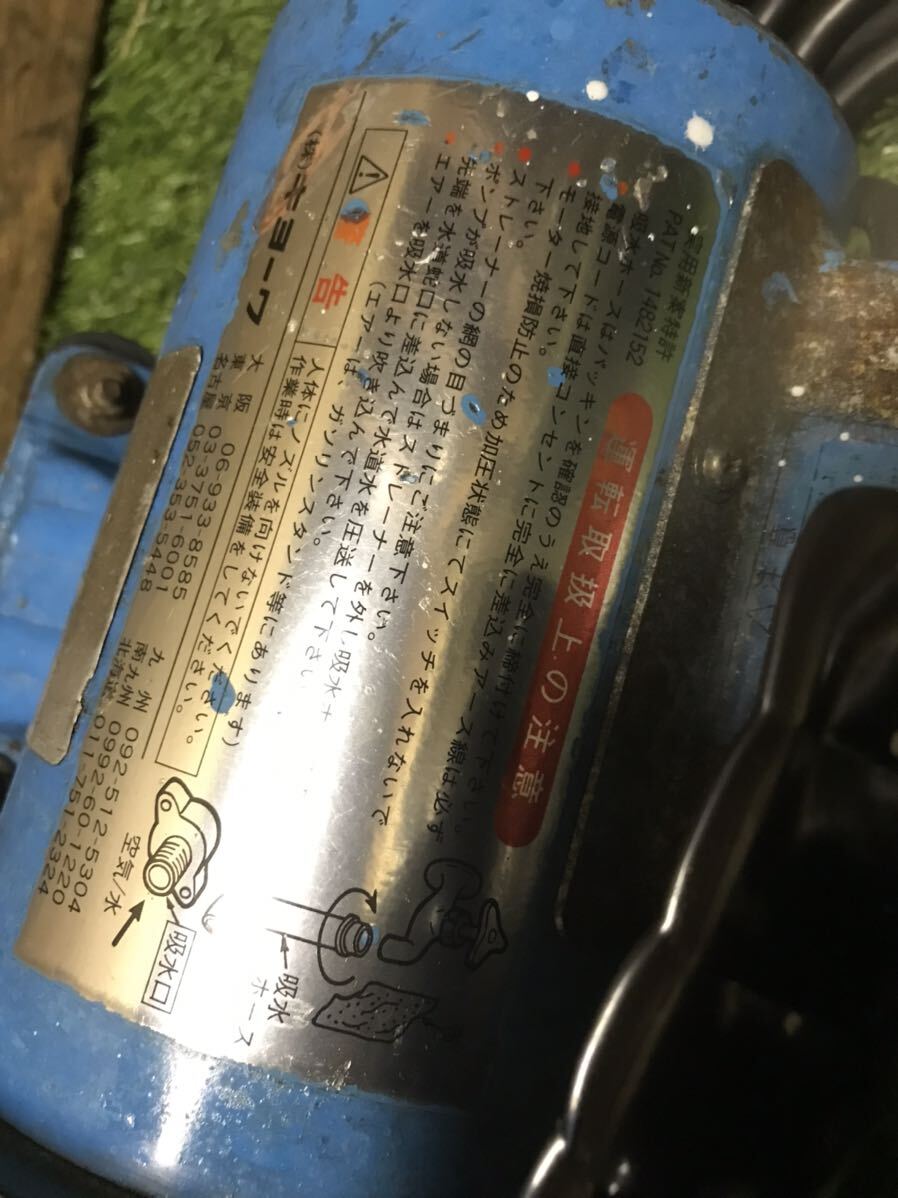 実用新案特許
PAT.No. 1482152
運転取扱上の注意
吸水ホースはパッキンを確認のうえ完全に締付けて下さい。
電源コードは直接コンセントに完全に差込みアース線は必ず
接地して下さい。
モーター焼損防止のため加圧状態にてスイッチを入れないで
下さい。
ストレーナーの網の目づまりにご注意下さい。
ポンプが吸水しない場合はストレーナーを外し吸水ホ
先端を水道蛇口に差込んで水道水を圧送して下さい
エアーを吸水口より吹き込んで下さい。
(エアーは、ガソリンスタンド等にあります)
警告
人体にノズルを向けないでください。
作業時は安全装備をしてください。
(株)キョーワ
大阪 06-933-8585
東京 03-3751-6001
名古屋 052-353-5448
九州 092-512-5304
南九州 0992-60-1220
北海道 011-751-2324
吸水
ホース
空気/水
吸水口